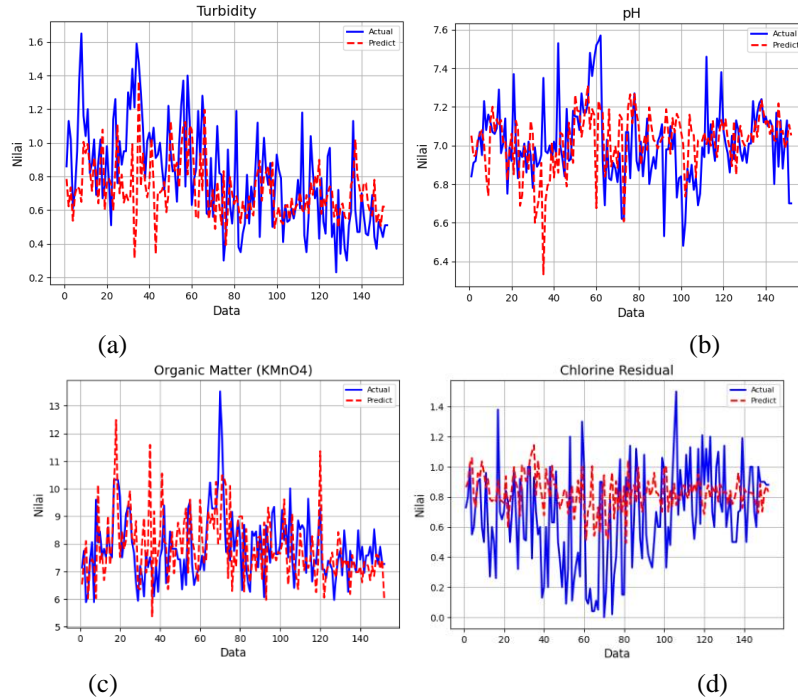 Turbidity
Actual
Predict
Nilai
1.6
1.4
1.2
1.0
0.8
0.6
0.4
0.2
0 20 40 60 80 100 120 140
Data
(a)
pH
Actual
Predict
Nilai
7.6
7.4
7.2
7.0
6.8
6.6
6.4
0 20 40 60 80 100 120 140
Data
(b)
Organic Matter (KMnO4)
Actual
Predict
Nilai
13
12
11
10
9
8
7
6
5
0 20 40 60 80 100 120 140
Data
(c)
Chlorine Residual
Actual
Predict
Nilai
1.4
1.2
1.0
0.8
0.6
0.4
0.2
0.0
0 20 40 60 80 100 120 140
Data
(d)